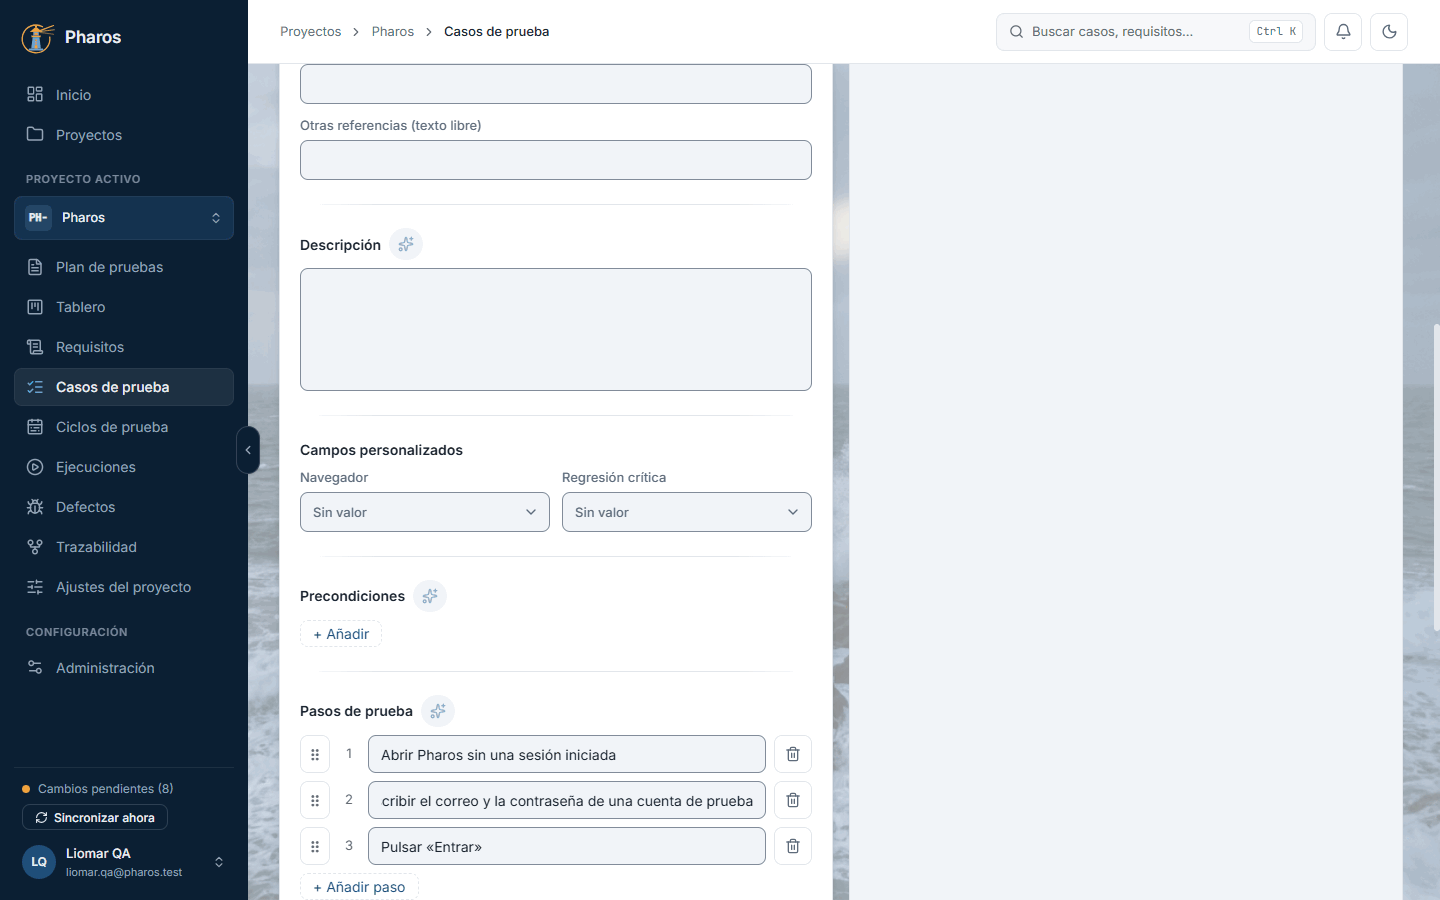 Pharos
Inicio
Proyectos
PROYECTO ACTIVO
PH-
Pharos
Plan de pruebas
Tablero
Requisitos
Casos de prueba
Ciclos de prueba
Ejecuciones
Defectos
Trazabilidad
Ajustes del proyecto
CONFIGURACIÓN
Administración
Cambios pendientes (8)
Sincronizar ahora
LQ
Liomar QA
liomar.qa@pharos.test
Proyectos > Pharos > Casos de prueba
Buscar casos, requisitos... Ctrl K
Otras referencias (texto libre)
Descripción
Campos personalizados
Navegador
Regresión crítica
Sin valor
Sin valor
Precondiciones
+ Añadir
Pasos de prueba
1 Abrir Pharos sin una sesión iniciada
2 cribir el correo y la contraseña de una cuenta de prueba
3 Pulsar «Entrar»
+ Añadir paso